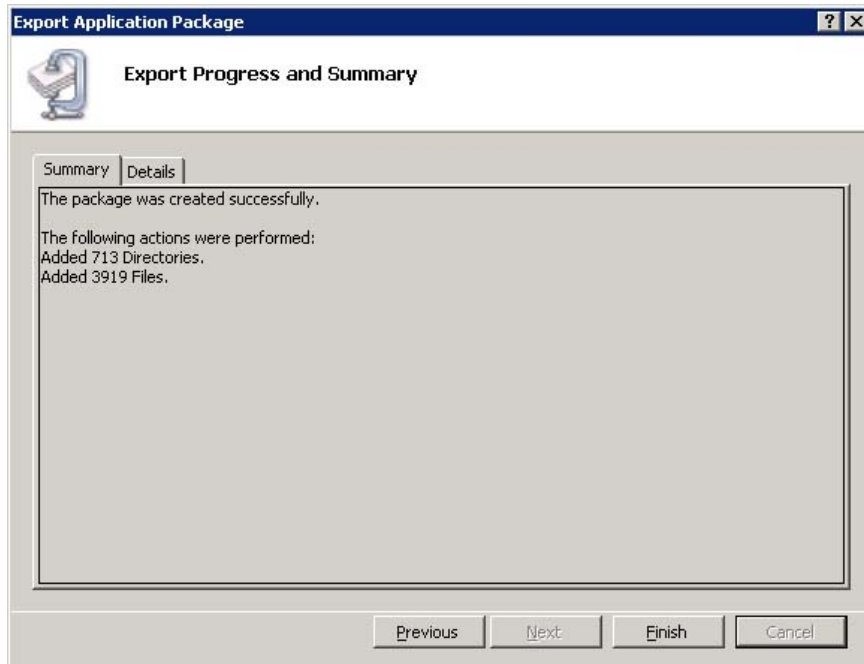 Export Application Package
Export Progress and Summary
Summary
Details
The package was created successfully.
The following actions were performed:
Added 713 Directories.
Added 3919 Files.
Previous
Next
Finish
Cancel